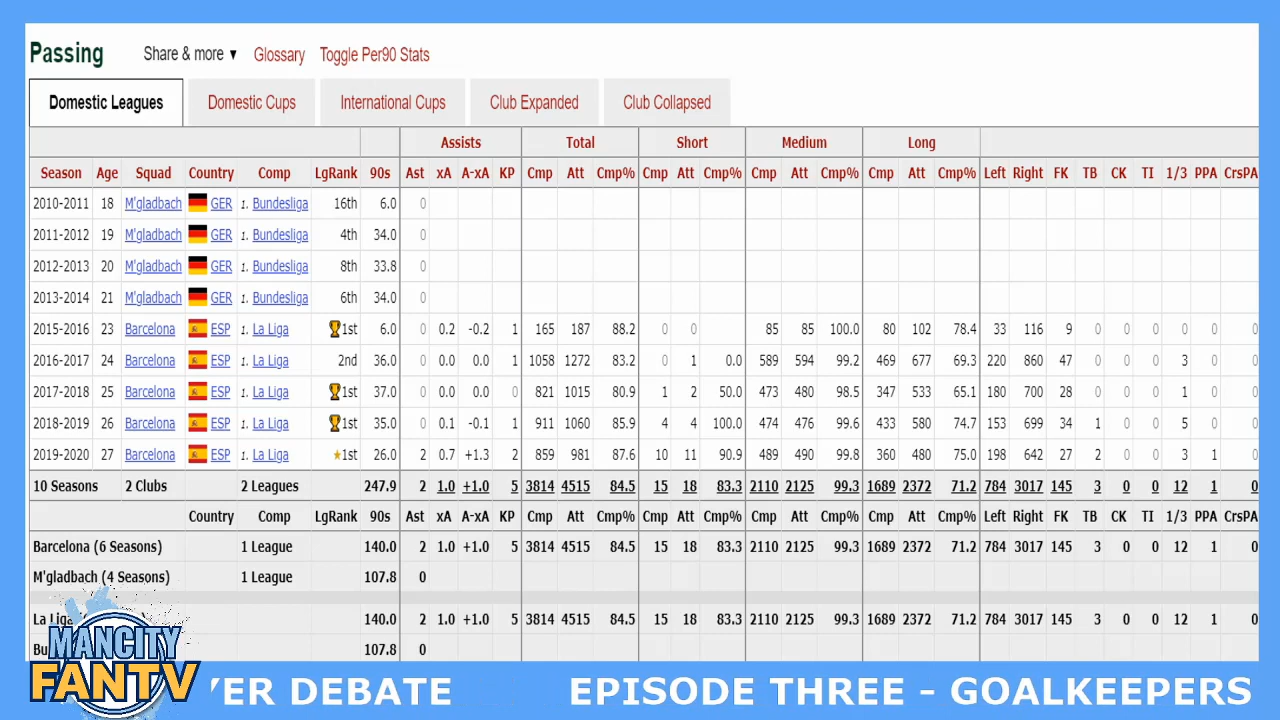 Passing Share & more ▼ Glossary Toggle Per90 Stats
Domestic Leagues Domestic Cups International Cups Club Expanded Club Collapsed
Assists Total Short Medium Long
Season Age Squad Country Comp LgRank 90s Ast xA A-xA KP Cmp Att Cmp% Cmp Att Cmp% Cmp Att Cmp% Cmp Att Cmp% Left Right FK TB CK TI 1/3 PPA CrsPA
2010-2011 18 M'gladbach GER 1. Bundesliga 16th 6.0 0
2011-2012 19 M'gladbach GER 1. Bundesliga 4th 34.0 0
2012-2013 20 M'gladbach GER 1. Bundesliga 8th 33.8 0
2013-2014 21 M'gladbach GER 1. Bundesliga 6th 34.0 0
2015-2016 23 Barcelona ESP 1. La Liga 1st 6.0 0 0.2 -0.2 1 165 187 88.2 0 0 85 85 100.0 80 102 78.4 33 116 9 0 0 0 0 0 0
2016-2017 24 Barcelona ESP 1. La Liga 2nd 36.0 0 0.0 0.0 1 1058 1272 83.2 0 1 0.0 589 594 99.2 469 677 69.3 220 860 47 0 0 0 3 0 0
2017-2018 25 Barcelona ESP 1. La Liga 1st 37.0 0 0.0 0.0 0 821 1015 80.9 1 2 50.0 473 480 98.5 347 533 65.1 180 700 28 0 0 0 1 0 0
2018-2019 26 Barcelona ESP 1. La Liga 1st 35.0 0 0.1 -0.1 1 911 1060 85.9 4 4 100.0 474 476 99.6 433 580 74.7 153 699 34 1 0 0 5 0 0
2019-2020 27 Barcelona ESP 1. La Liga ★1st 26.0 2 0.7 +1.3 2 859 981 87.6 10 11 90.9 489 490 99.8 360 480 75.0 198 642 27 2 0 0 3 1 0
10 Seasons 2 Clubs 2 Leagues 247.9 2 1.0 +1.0 5 3814 4515 84.5 15 18 83.3 2110 2125 99.3 1689 2372 71.2 784 3017 145 3 0 0 12 1 0
Country Comp LgRank 90s Ast xA A-xA KP Cmp Att Cmp% Cmp Att Cmp% Cmp Att Cmp% Cmp Att Cmp% Left Right FK TB CK TI 1/3 PPA CrsPA
Barcelona (6 Seasons) 1 League 140.0 2 1.0 +1.0 5 3814 4515 84.5 15 18 83.3 2110 2125 99.3 1689 2372 71.2 784 3017 145 3 0 0 12 1 0
M'gladbach (4 Seasons) 1 League 107.8 0
La Liga 140.0 2 1.0 +1.0 5 3814 4515 84.5 15 18 83.3 2110 2125 99.3 1689 2372 71.2 784 3017 145 3 0 0 12 1 0
Bu 107.8 0
MANCITY
FANTV
YER DEBATE EPISODE THREE - GOALKEEPERS